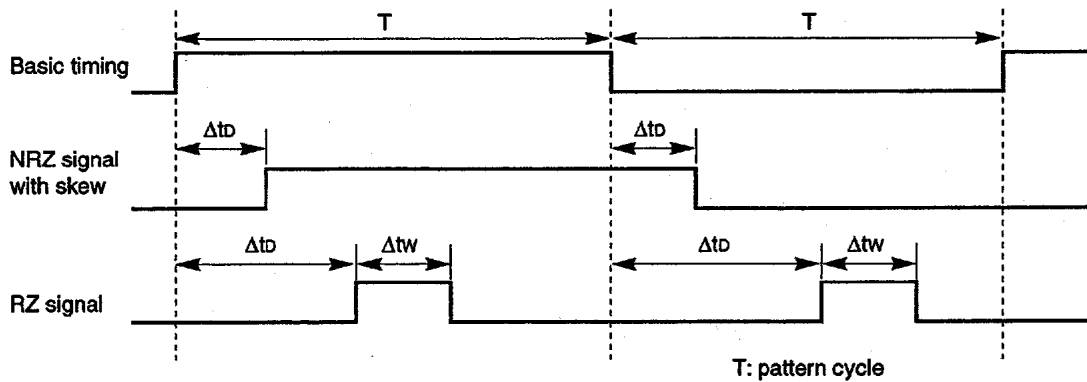 T T
Basic timing
ΔtD ΔtD
NRZ signal
with skew
ΔtD ΔtW ΔtD ΔtW
RZ signal
T: pattern cycle